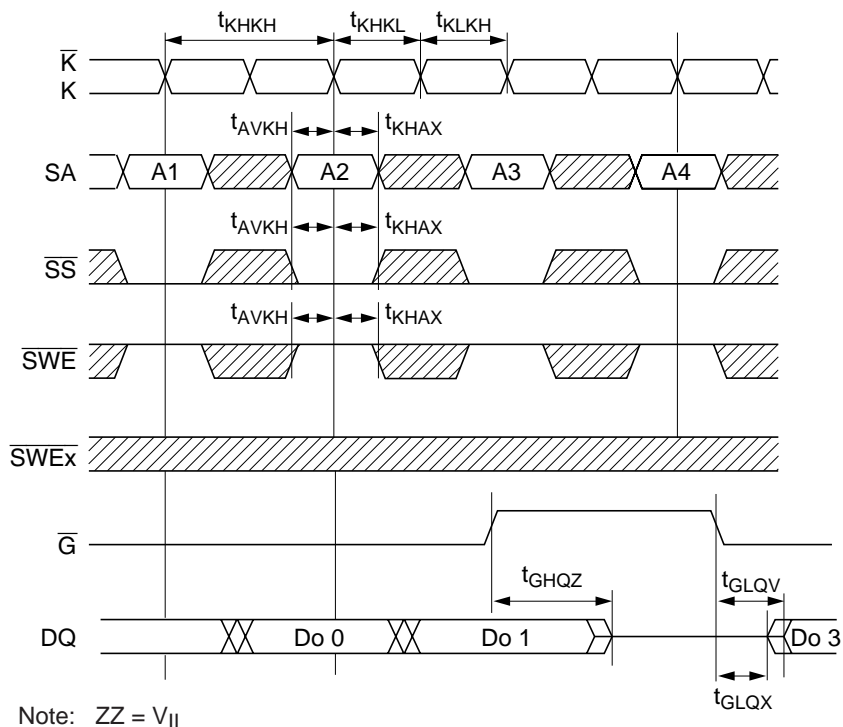 tKHKH tKHKL tKLKH
K̅
K
tAVKH tKHAX
SA A1 A2 A3 A4
tAVKH tKHAX
S̅S̅
tAVKH tKHAX
S̅W̅E̅
S̅W̅E̅x̅
G̅
tGHQZ tGLQV
DQ Do 0 Do 1 Do 3
tGLQX
Note: ZZ = VIL